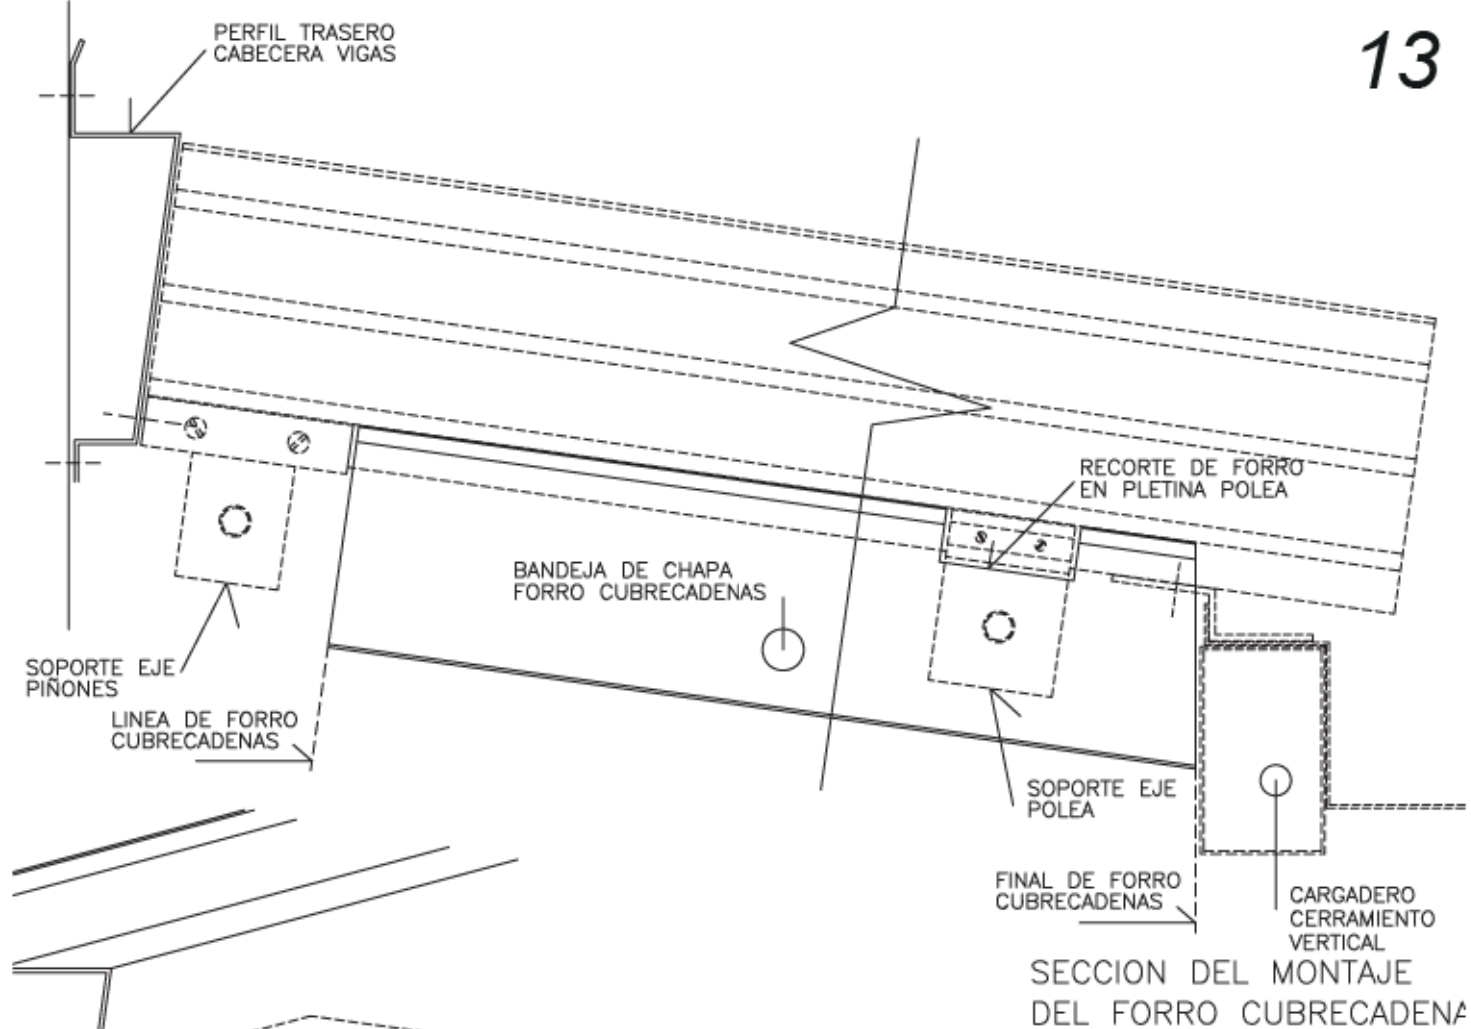 PERFIL TRASERO
CABECERA VIGAS
13
RECORTE DE FORRO
EN PLETINA POLEA
BANDEJA DE CHAPA
FORRO CUBRECADENAS
SOPORTE EJE
PIÑONES
LINEA DE FORRO
CUBRECADENAS
SOPORTE EJE
POLEA
FINAL DE FORRO
CUBRECADENAS
CARGADERO
CERRAMIENTO
VERTICAL
SECCION DEL MONTAJE
DEL FORRO CUBRECADENA